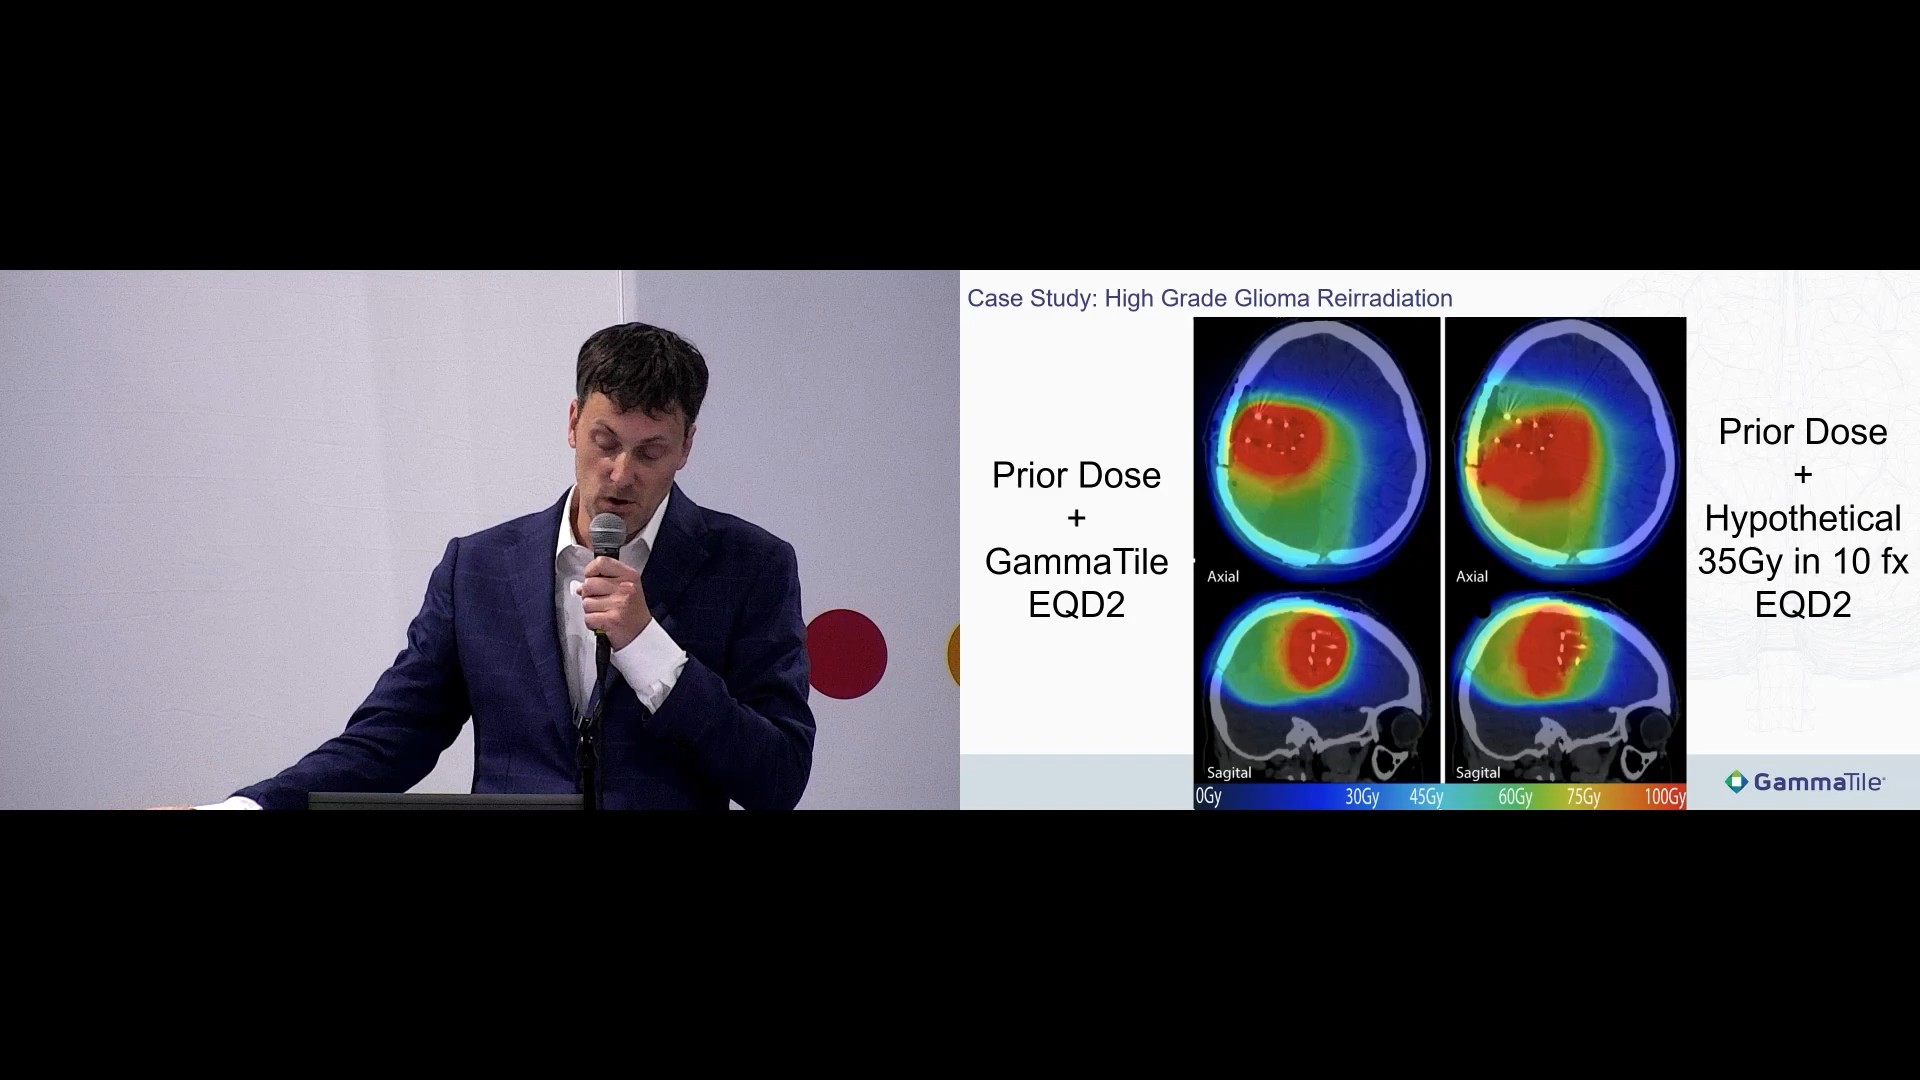 Case Study: High Grade Glioma Reirradiation
Prior Dose
+
GammaTile
EQD2
Axial
Axial
Sagital
Sagital
0Gy 30Gy 45Gy 60Gy 75Gy 100Gy
Prior Dose
+
Hypothetical
35Gy in 10 fx
EQD2
GammaTile